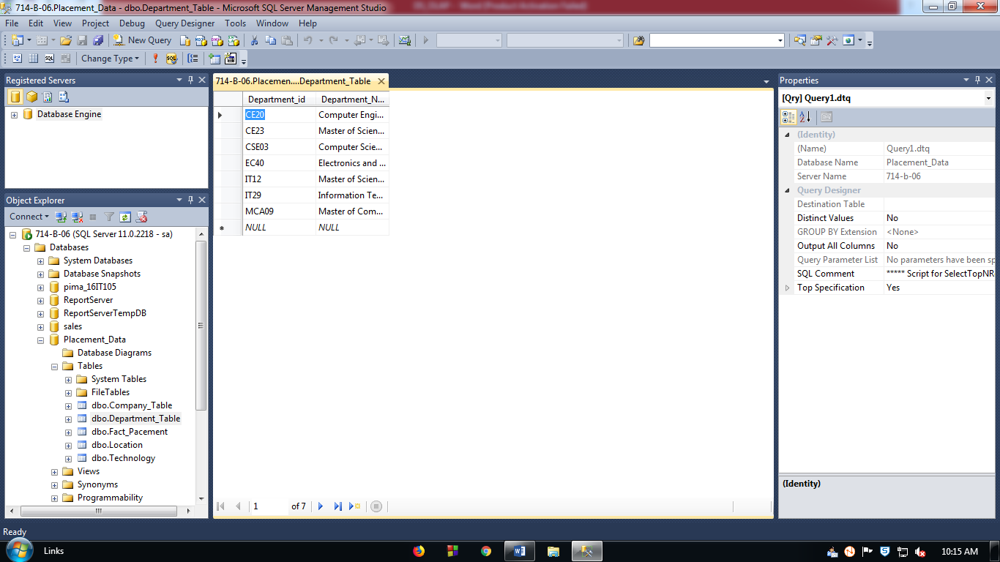 714-B-06.Placement_Data - dbo.Department_Table - Microsoft SQL Server Management Studio
File Edit View Project Debug Query Designer Tools Window Help
New Query
Change Type
Registered Servers
Database Engine
Object Explorer
Connect
714-B-06 (SQL Server 11.0.2218 - sa)
Databases
System Databases
Database Snapshots
pima_16IT105
ReportServer
ReportServerTempDB
sales
Placement_Data
Database Diagrams
Tables
System Tables
FileTables
dbo.Company_Table
dbo.Department_Table
dbo.Fact_Pacement
dbo.Location
dbo.Technology
Views
Synonyms
Programmability
714-B-06.Placemen....Department_Table
Department_id Department_N...
CE20 Computer Engi...
CE23 Master of Scien...
CSE03 Computer Scie...
EC40 Electronics and ...
IT12 Master of Scien...
IT29 Information Te...
MCA09 Master of Com...
NULL NULL
1 of 7
Properties
[Qry] Query1.dtq
(Identity)
(Name) Query1.dtq
Database Name Placement_Data
Server Name 714-b-06
Query Designer
Destination Table
Distinct Values No
GROUP BY Extension <None>
Output All Columns No
Query Parameter List No parameters have been sp
SQL Comment ***** Script for SelectTopNR
Top Specification Yes
(Identity)
Ready
Links
10:15 AM